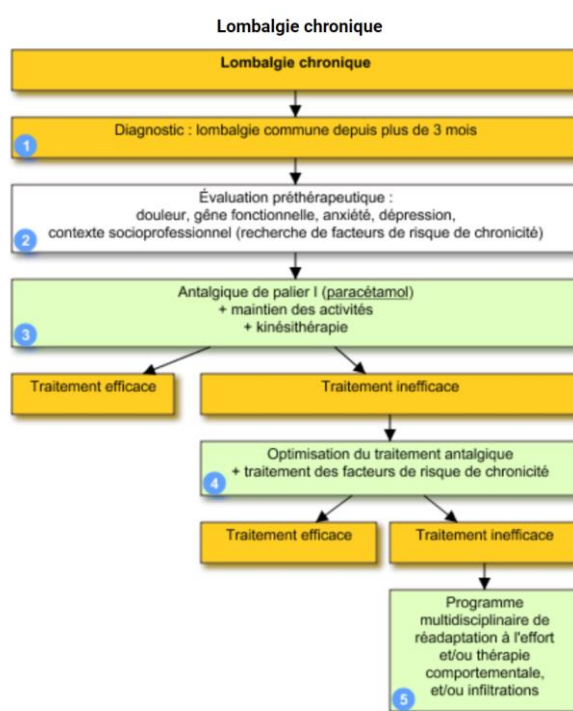 Lombalgie chronique
Lombalgie chronique
Diagnostic : lombalgie commune depuis plus de 3 mois
1
Évaluation préthérapeutique :
douleur, gêne fonctionnelle, anxiété, dépression,
contexte socioprofessionnel (recherche de facteurs de risque de chronicité)
2
Antalgique de palier I (paracétamol)
+ maintien des activités
+ kinésithérapie
3
Traitement efficace
Traitement inefficace
Optimisation du traitement antalgique
+ traitement des facteurs de risque de chronicité
4
Traitement efficace
Traitement inefficace
Programme
multidisciplinaire de
réadaptation à l'effort
et/ou thérapie
comportementale,
et/ou infiltrations
5